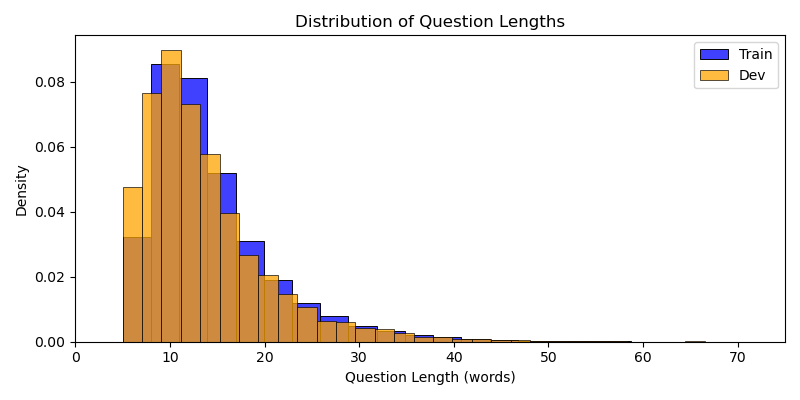 Distribution of Question Lengths
Train
Dev
Density
0.08
0.06
0.04
0.02
0.00
0 10 20 30 40 50 60 70
Question Length (words)